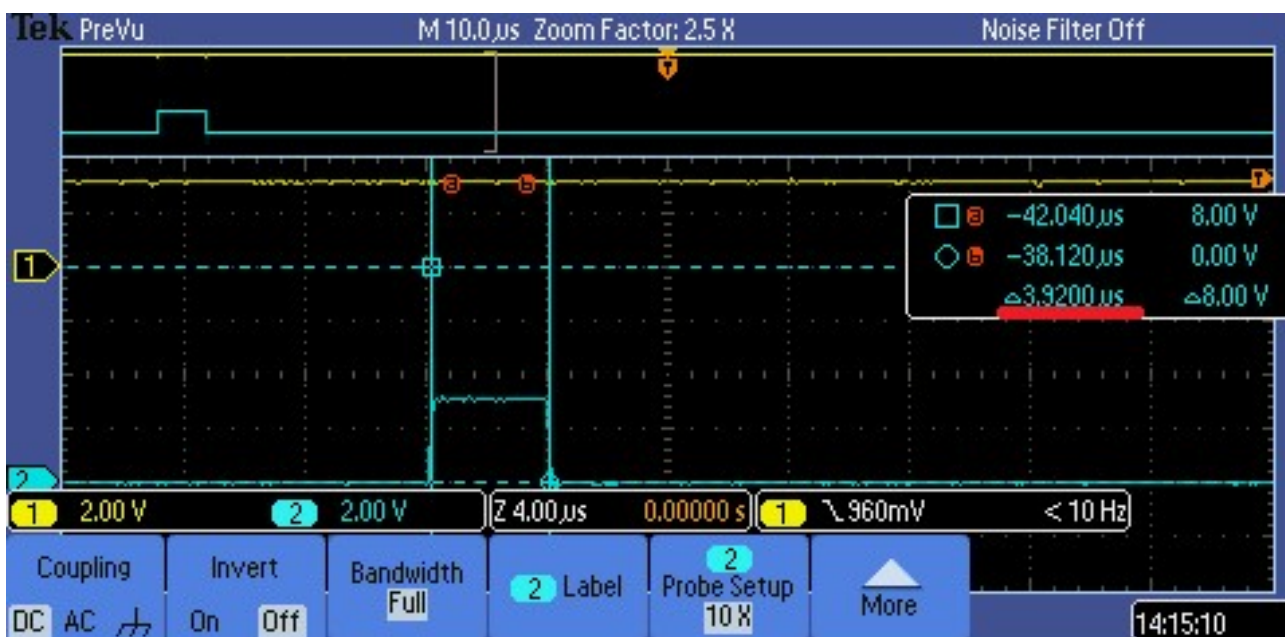 Tek PreVu M 10.0µs Zoom Factor: 2.5 X Noise Filter Off
T
a b T
a −42.040µs 8.00 V
1 b −38.120µs 0.00 V
△3.9200µs △8.00 V
2
1 2.00 V 2 2.00 V Z 4.00µs 0.00000 s 1 960mV < 10 Hz
Coupling Invert Bandwidth 2 Label 2 More
Full Probe Setup
DC AC On Off 10 X
14:15:10